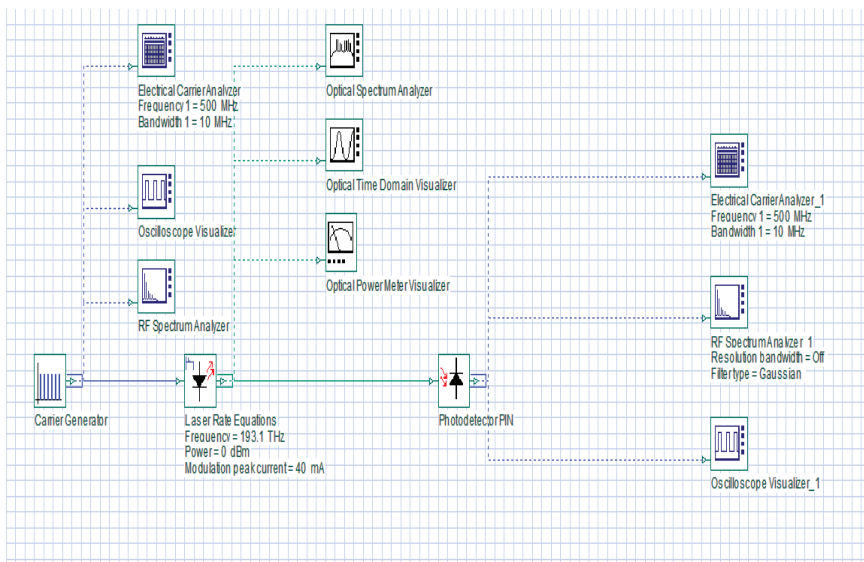 Electrical Carrier Analyzer
Frequency 1 = 500 MHz
Bandwidth 1 = 10 MHz
Optical Spectrum Analyzer
Oscilloscope Visualizer
Optical Time Domain Visualizer
RF Spectrum Analyzer
Optical Power Meter Visualizer
Electrical Carrier Analyzer_1
Frequency 1 = 500 MHz
Bandwidth 1 = 10 MHz
RF Spectrum Analyzer_1
Resolution bandwidth = Off
Filter type = Gaussian
Carrier Generator
Laser Rate Equations
Frequency = 193.1 THz
Power = 0 dBm
Modulation peak current = 40 mA
Photodetector PIN
Oscilloscope Visualizer_1